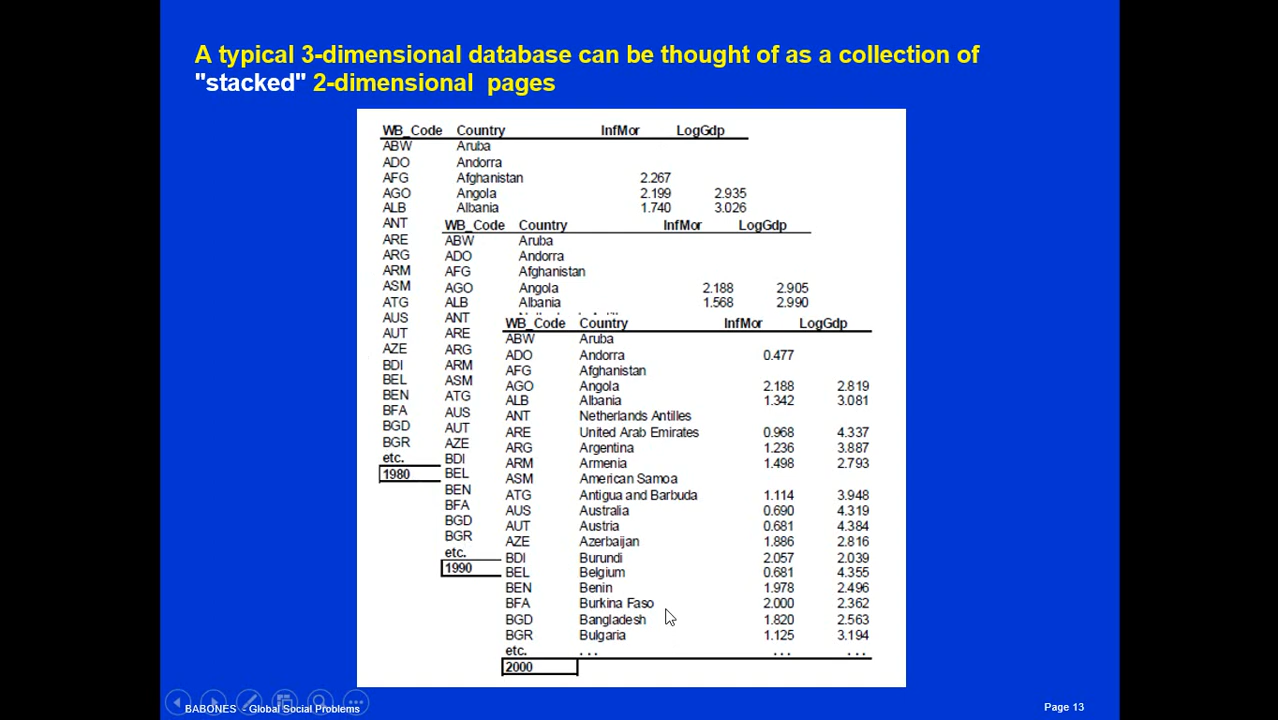 A typical 3-dimensional database can be thought of as a collection of
"stacked" 2-dimensional pages
WB_Code Country InfMor LogGdp
ABW Aruba
ADO Andorra
AFG Afghanistan 2.267
AGO Angola 2.199 2.935
ALB Albania 1.740 3.026
ANT
ARE
ARG
ARM
ASM
ATG
AUS
AUT
AZE
BDI
BEL
BEN
BFA
BGD
BGR
etc.
1980
WB_Code Country InfMor LogGdp
ABW Aruba
ADO Andorra
AFG Afghanistan
AGO Angola 2.188 2.905
ALB Albania 1.568 2.990
ANT
ARE
ARG
ARM
ASM
ATG
AUS
AUT
AZE
BDI
BEL
BEN
BFA
BGD
BGR
etc.
1990
WB_Code Country InfMor LogGdp
ABW Aruba
ADO Andorra 0.477
AFG Afghanistan
AGO Angola 2.188 2.819
ALB Albania 1.342 3.081
ANT Netherlands Antilles
ARE United Arab Emirates 0.968 4.337
ARG Argentina 1.236 3.887
ARM Armenia 1.498 2.793
ASM American Samoa
ATG Antigua and Barbuda 1.114 3.948
AUS Australia 0.690 4.319
AUT Austria 0.681 4.384
AZE Azerbaijan 1.886 2.816
BDI Burundi 2.057 2.039
BEL Belgium 0.681 4.355
BEN Benin 1.978 2.496
BFA Burkina Faso 2.000 2.362
BGD Bangladesh 1.820 2.563
BGR Bulgaria 1.125 3.194
etc. . . . . . . . . .
2000
BABONES - Global Social Problems
Page 13